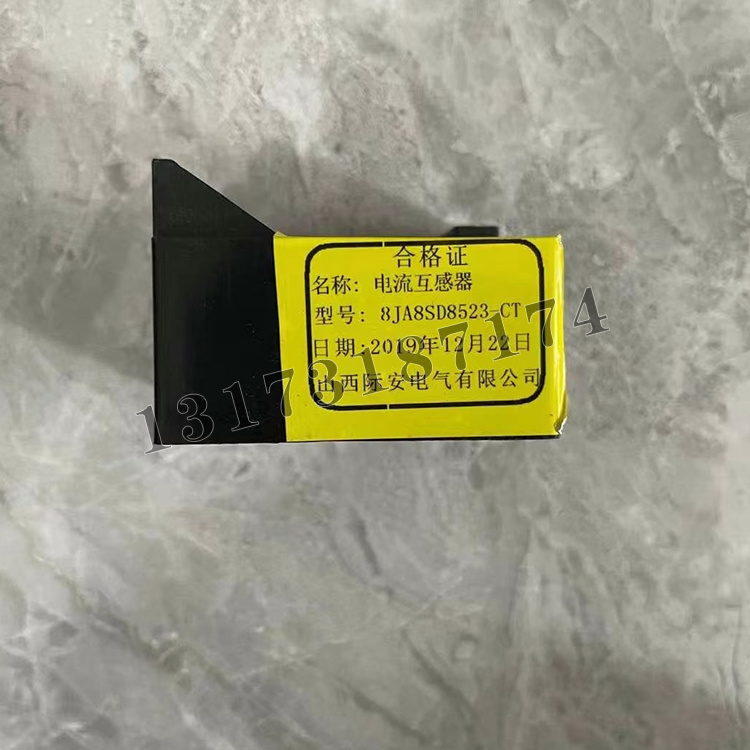 合格证
名称: 电流互感器
型号: 8JA8SD8523-CT
日期:2019年12月22日
山西际安电气有限公司
13173187174